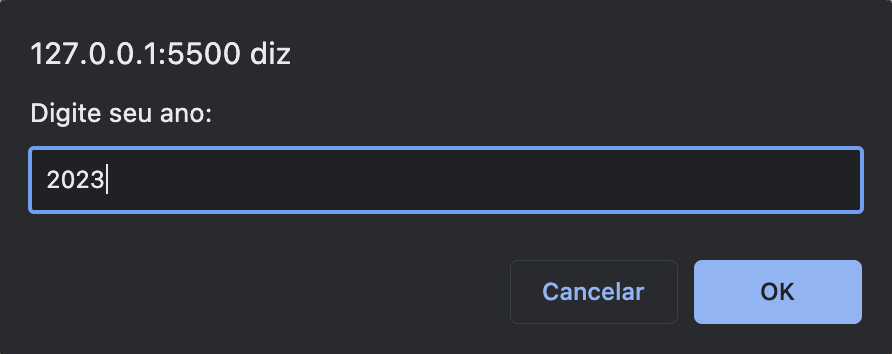 127.0.0.1:5500 diz
Digite seu ano:
2023
Cancelar
OK